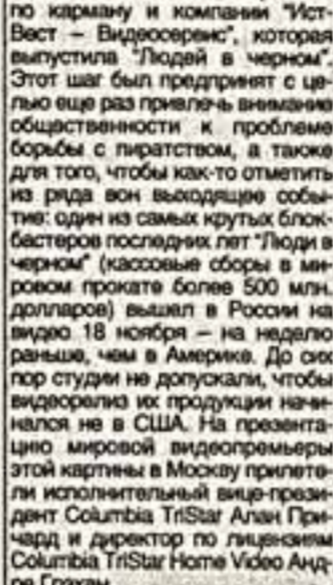 по карману и компании "Ист-
Вест – Видеосервис", которая
выпустила "Людей в черном".
Этот шаг был предпринят с це-
лью еще раз привлечь внимание
общественности к проблеме
борьбы с пиратством, а также
для того, чтобы как-то отметить
из ряда вон выходящее собы-
тие: один из самых крутых блок-
бастеров последних лет "Люди в
черном" (кассовые сборы в ми-
ровом прокате более 500 млн.
долларов) вышел в России на
видео 18 ноября – на неделю
раньше, чем в Америке. До сих
пор студии не допускали, чтобы
видеорелиз их продукции начи-
нался не в США. На презента-
цию мировой видеопремьеры
этой картины в Москву прилете-
ли исполнительный вице-прези-
дент Columbia TriStar Алан При-
чард и директор по лицензиям
Columbia TriStar Home Video Анд-
ре Грахам